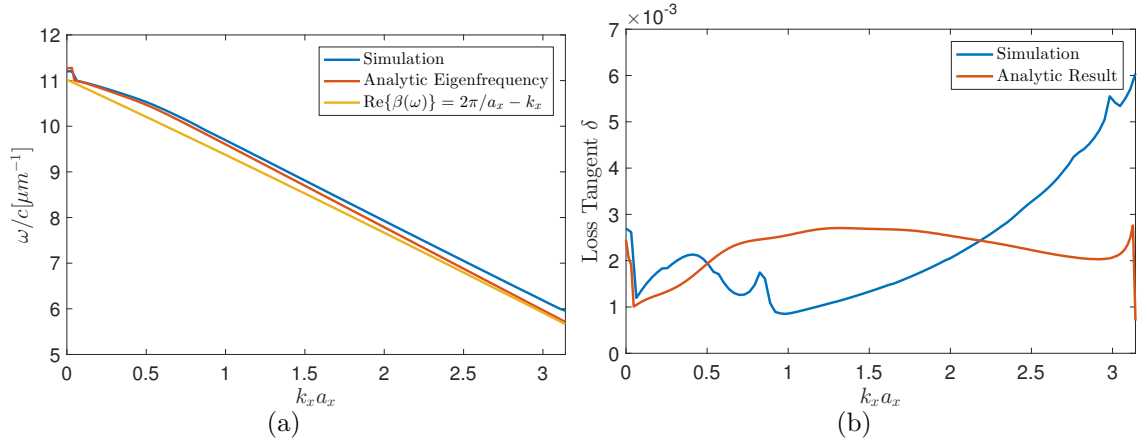 12
11
10
9
8
7
6
5
ω/c[μm⁻¹]
Simulation
Analytic Eigenfrequency
Re{β(ω)} = 2π/aₓ − kₓ
0 0.5 1 1.5 2 2.5 3
kₓaₓ
(a)
×10⁻³
7
6
5
4
3
2
1
0
Loss Tangent δ
Simulation
Analytic Result
0 0.5 1 1.5 2 2.5 3
kₓaₓ
(b)